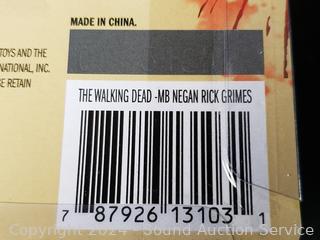 MADE IN CHINA.
TOYS AND THE
NATIONAL, INC.
E RETAIN
THE WALKING DEAD -MB NEGAN RICK GRIMES
7 87926 13103 1
Copyright © 2024 - Sound Auction Service